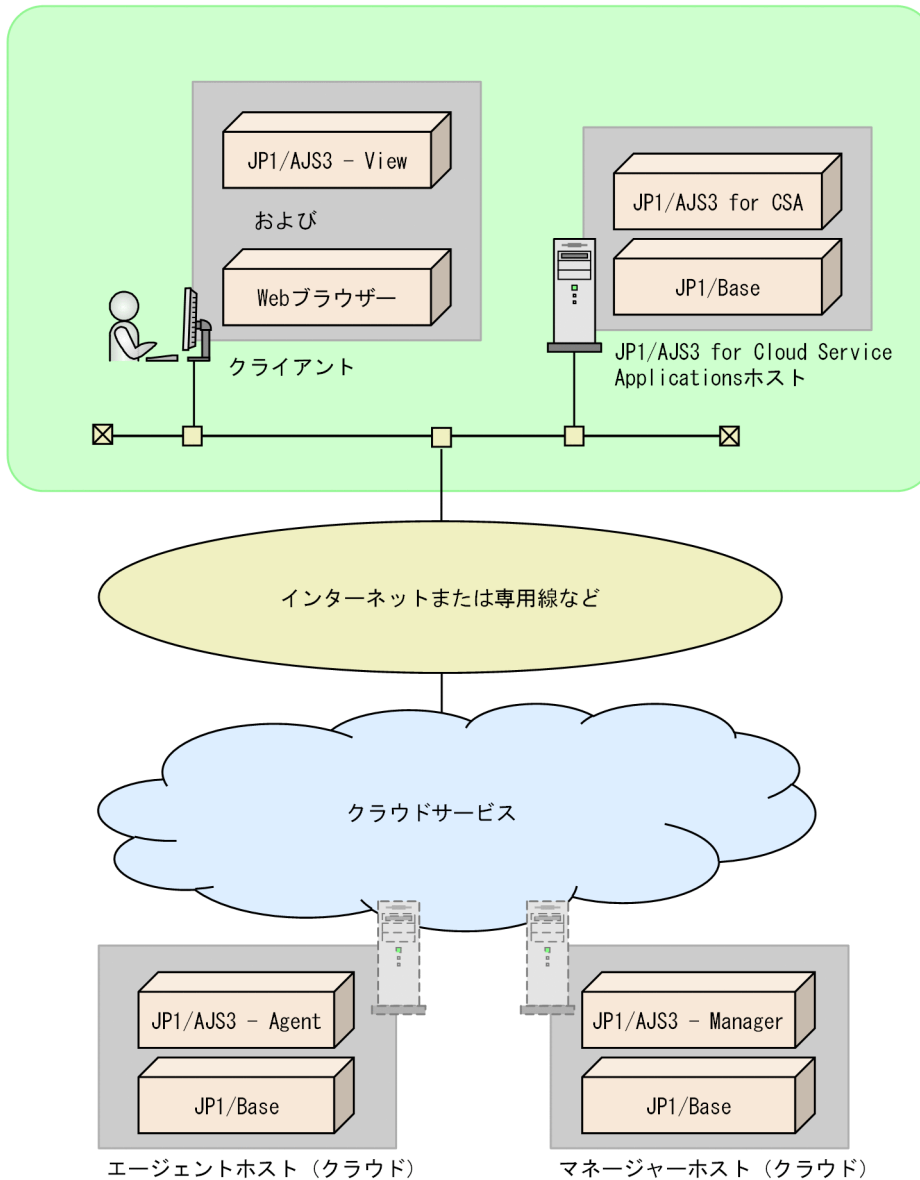 JP1/AJS3 - View
および
Webブラウザー
クライアント
JP1/AJS3 for CSA
JP1/Base
JP1/AJS3 for Cloud Service
Applicationsホスト
インターネットまたは専用線など
クラウドサービス
JP1/AJS3 - Agent
JP1/Base
エージェントホスト（クラウド）
JP1/AJS3 - Manager
JP1/Base
マネージャーホスト（クラウド）